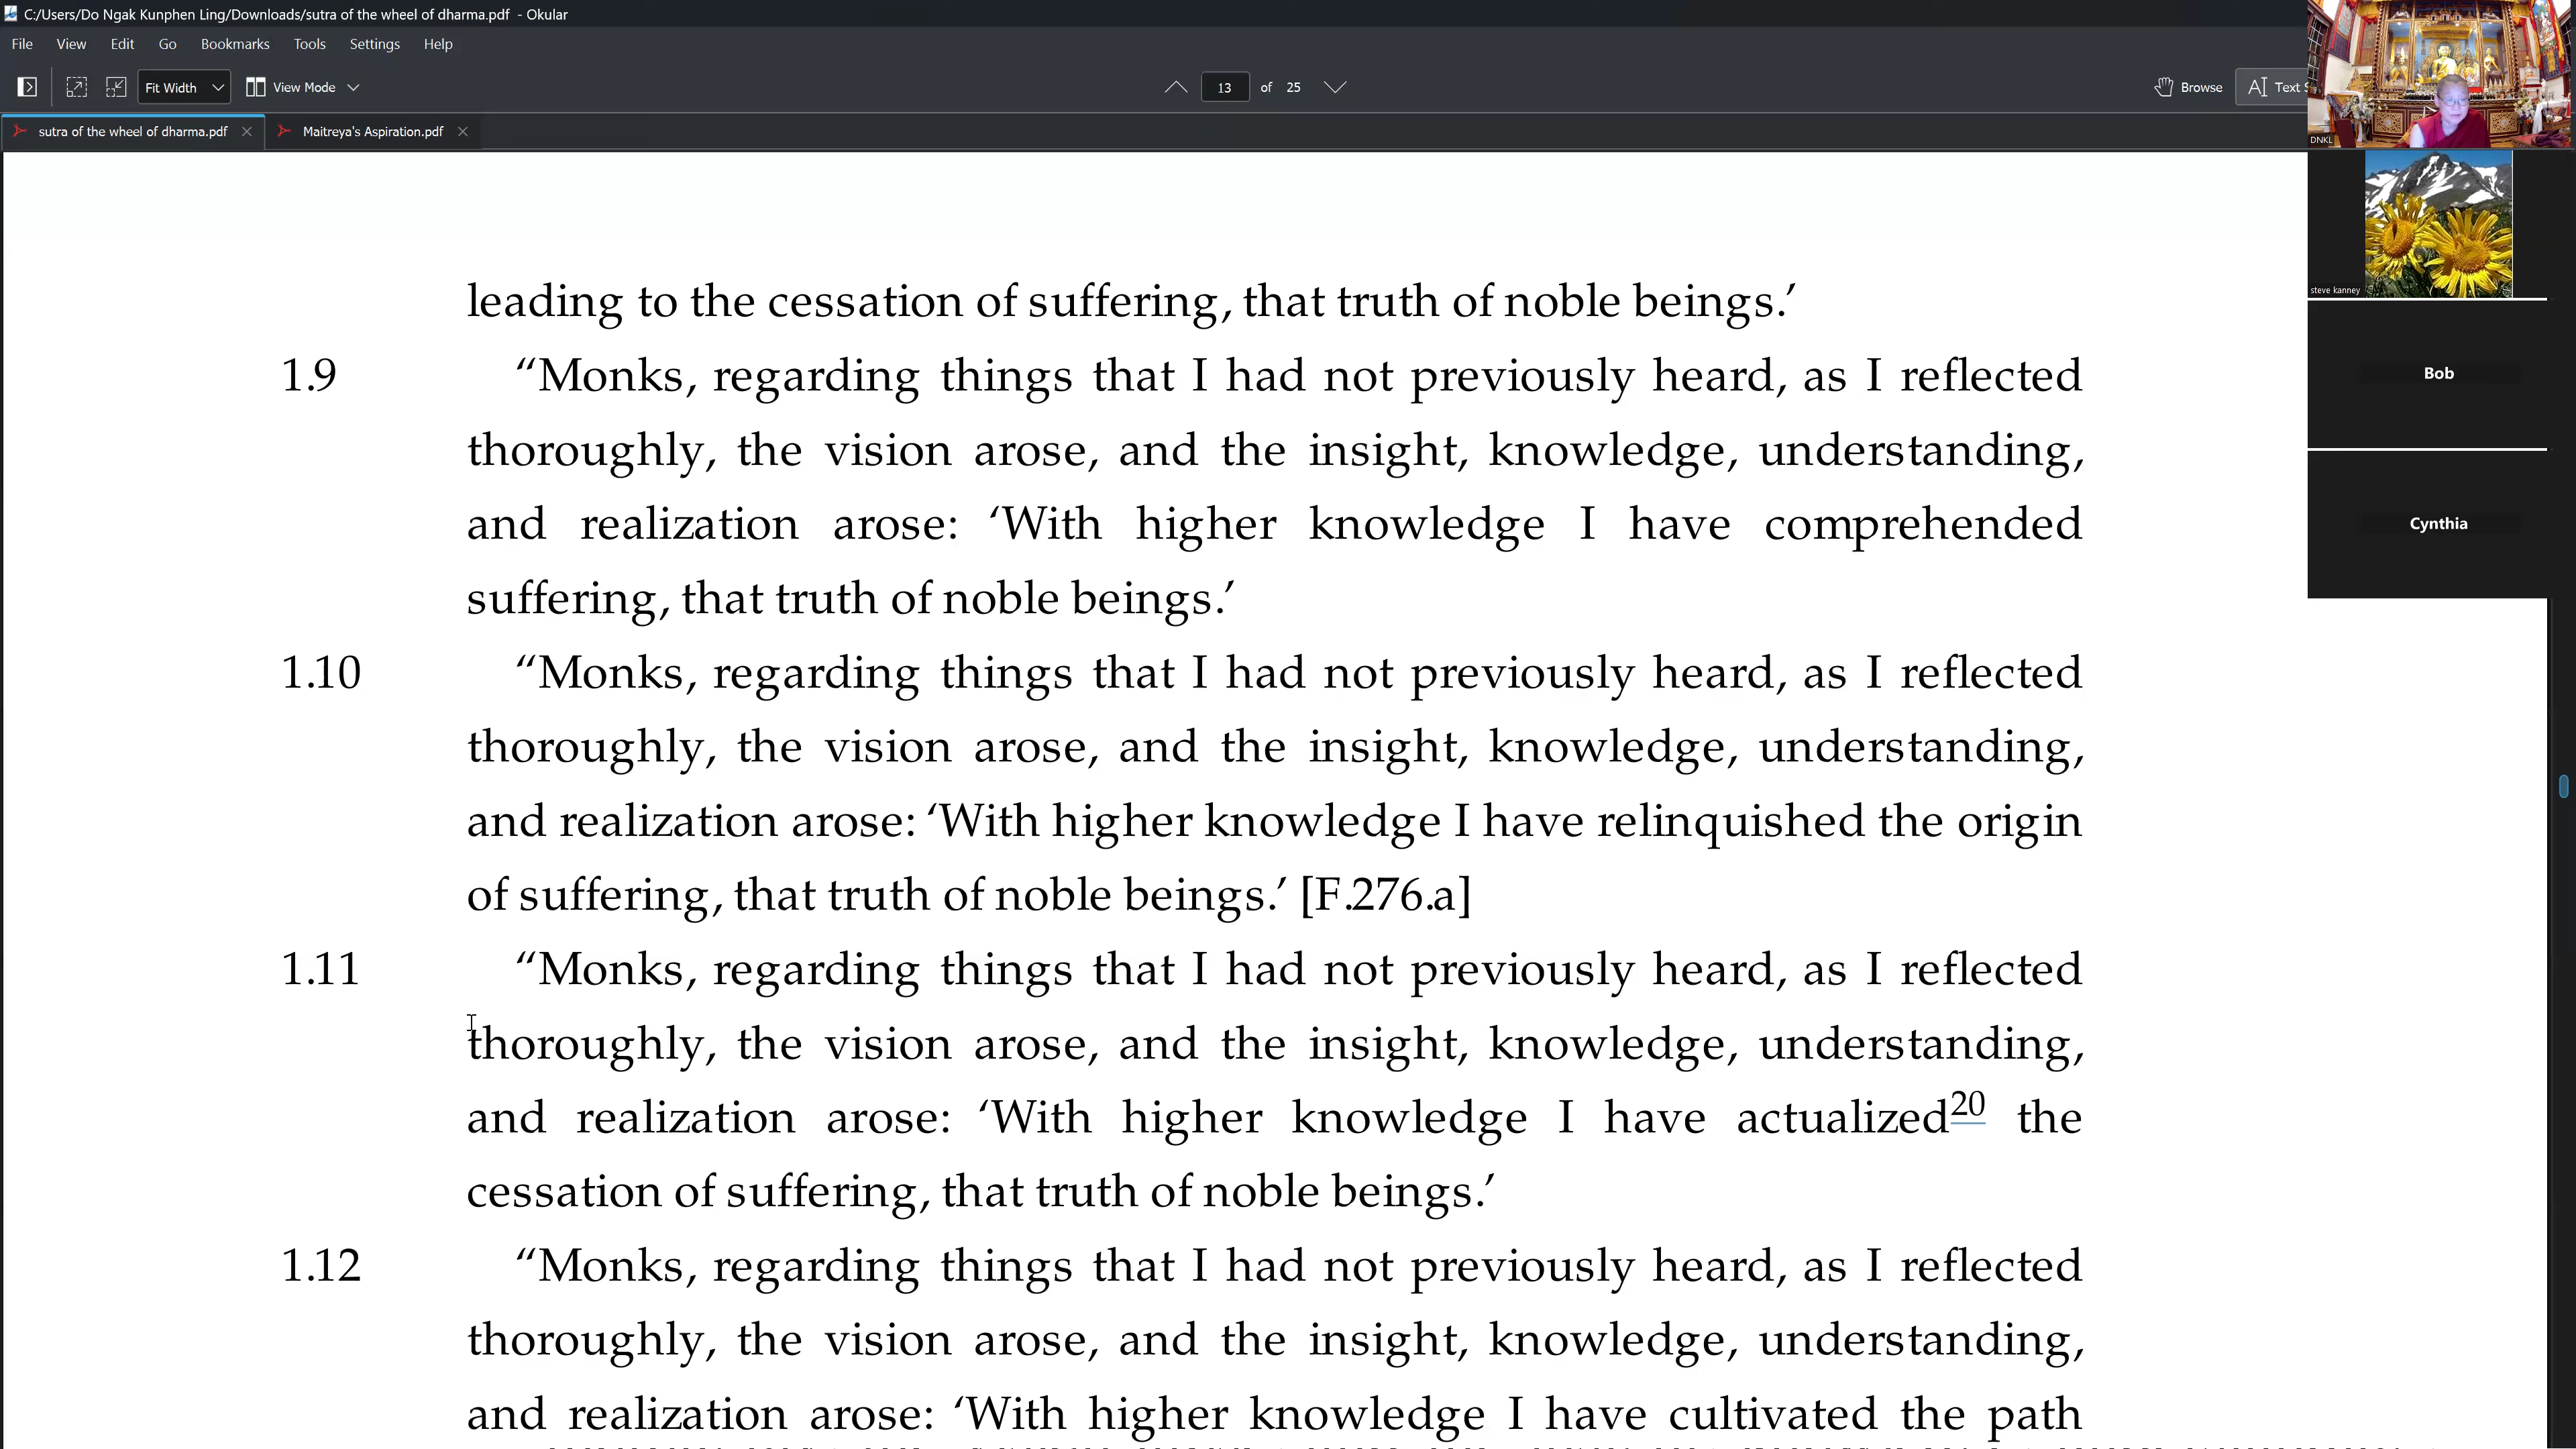 C:/Users/Do Ngak Kunphen Ling/Downloads/sutra of the wheel of dharma.pdf - Okular
File View Edit Go Bookmarks Tools Settings Help
Fit Width View Mode 13 of 25 Browse Text
sutra of the wheel of dharma.pdf Maitreya's Aspiration.pdf
DNKL
steve kanney
Bob
Cynthia
leading to the cessation of suffering, that truth of noble beings.’
1.9 “Monks, regarding things that I had not previously heard, as I reflected
thoroughly, the vision arose, and the insight, knowledge, understanding,
and realization arose: ‘With higher knowledge I have comprehended
suffering, that truth of noble beings.’
1.10 “Monks, regarding things that I had not previously heard, as I reflected
thoroughly, the vision arose, and the insight, knowledge, understanding,
and realization arose: ‘With higher knowledge I have relinquished the origin
of suffering, that truth of noble beings.’ [F.276.a]
1.11 “Monks, regarding things that I had not previously heard, as I reflected
thoroughly, the vision arose, and the insight, knowledge, understanding,
and realization arose: ‘With higher knowledge I have actualized20 the
cessation of suffering, that truth of noble beings.’
1.12 “Monks, regarding things that I had not previously heard, as I reflected
thoroughly, the vision arose, and the insight, knowledge, understanding,
and realization arose: ‘With higher knowledge I have cultivated the path